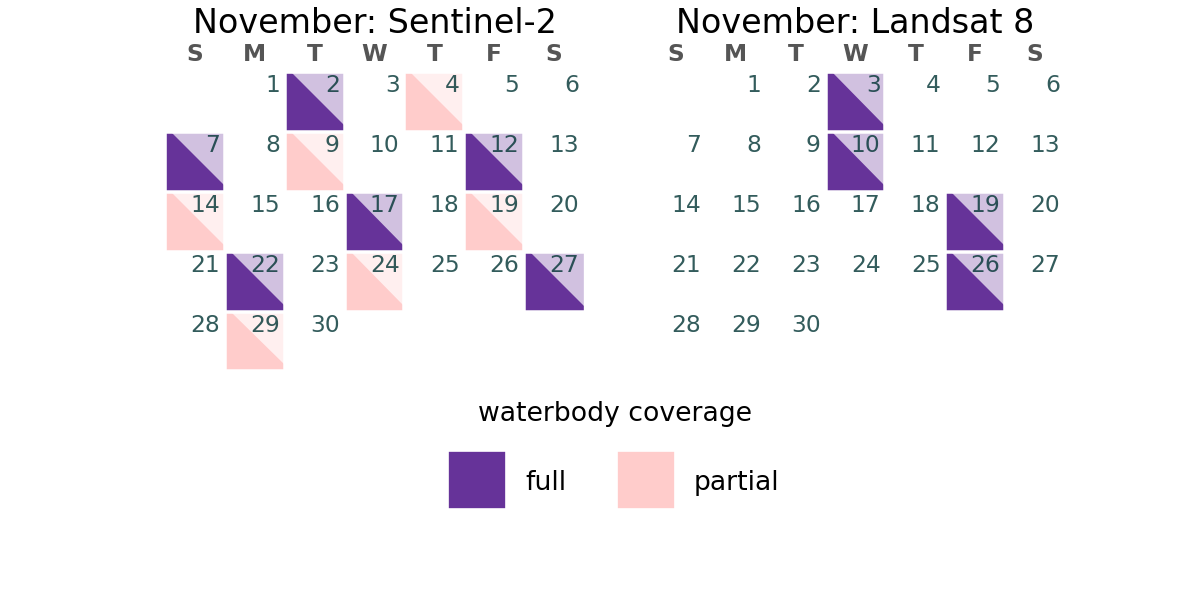 November: Sentinel-2
S M T W T F S
1 2 3 4 5 6
7 8 9 10 11 12 13
14 15 16 17 18 19 20
21 22 23 24 25 26 27
28 29 30
November: Landsat 8
S M T W T F S
1 2 3 4 5 6
7 8 9 10 11 12 13
14 15 16 17 18 19 20
21 22 23 24 25 26 27
28 29 30
waterbody coverage
full
partial